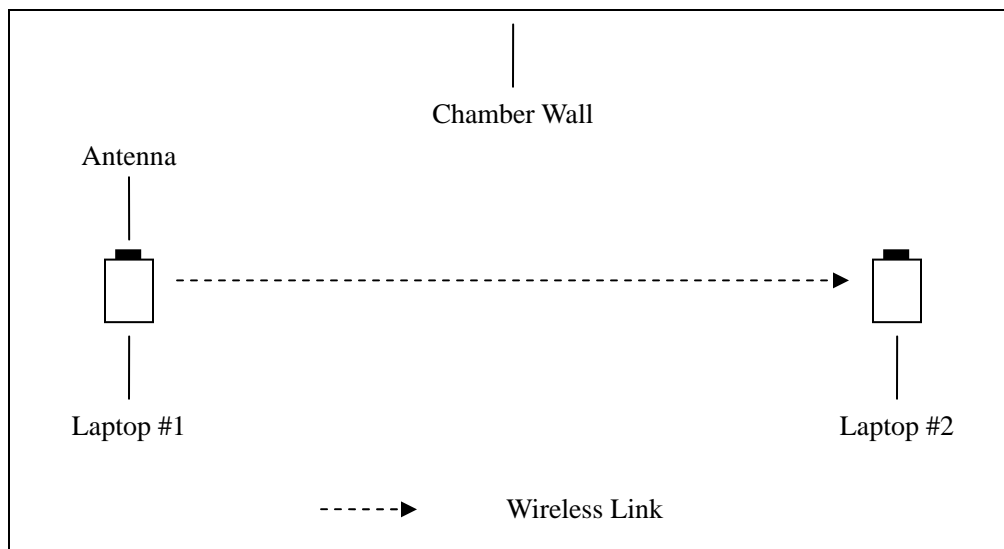 Chamber Wall
Antenna
Laptop #1
Laptop #2
Wireless Link